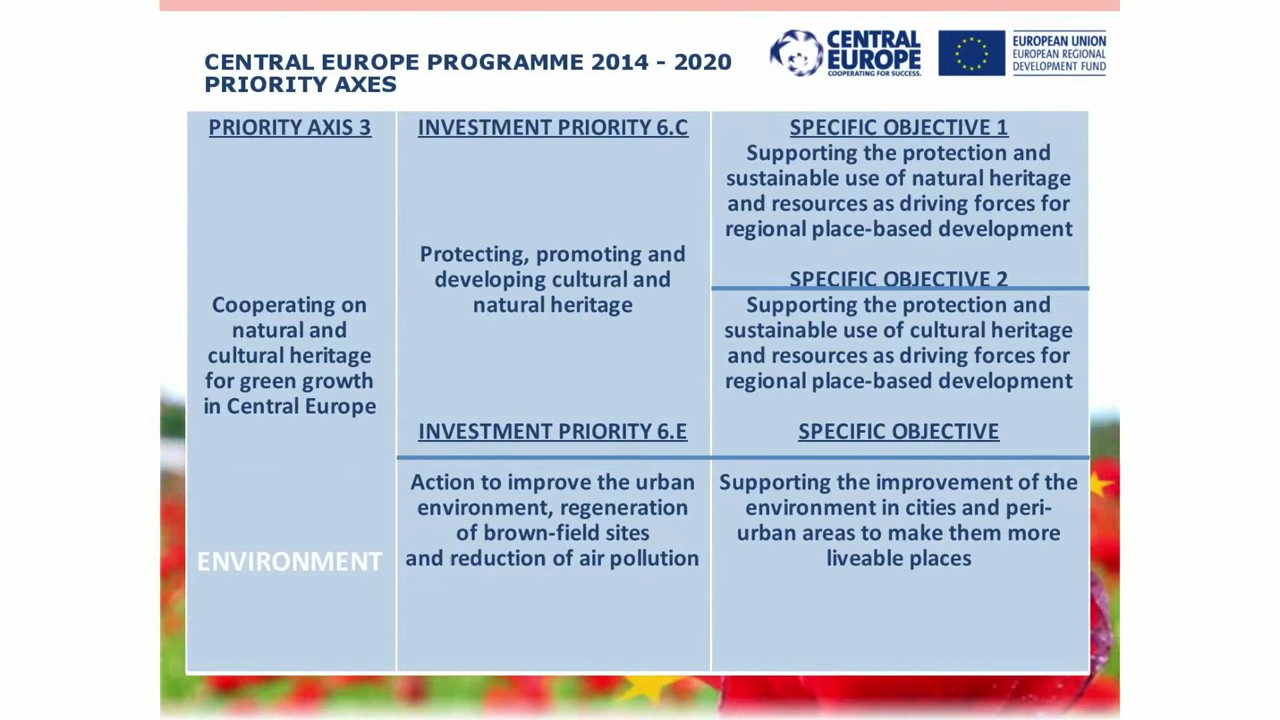 CENTRAL EUROPE PROGRAMME 2014 - 2020
PRIORITY AXES
CENTRAL
EUROPE
COOPERATING FOR SUCCESS.
EUROPEAN UNION
EUROPEAN REGIONAL
DEVELOPMENT FUND
PRIORITY AXIS 3
Cooperating on
natural and
cultural heritage
for green growth
in Central Europe
ENVIRONMENT
INVESTMENT PRIORITY 6.C
Protecting, promoting and
developing cultural and
natural heritage
SPECIFIC OBJECTIVE 1
Supporting the protection and
sustainable use of natural heritage
and resources as driving forces for
regional place-based development
SPECIFIC OBJECTIVE 2
Supporting the protection and
sustainable use of cultural heritage
and resources as driving forces for
regional place-based development
INVESTMENT PRIORITY 6.E
Action to improve the urban
environment, regeneration
of brown-field sites
and reduction of air pollution
SPECIFIC OBJECTIVE
Supporting the improvement of the
environment in cities and peri-
urban areas to make them more
liveable places